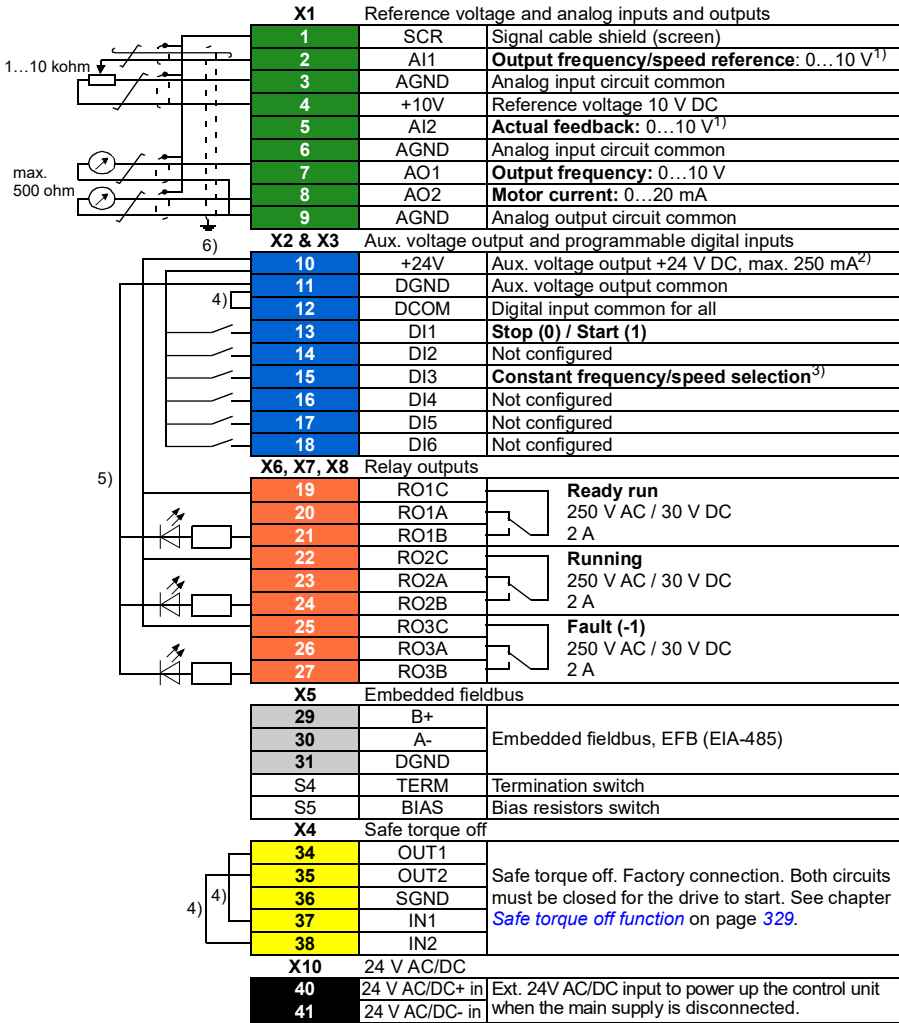 X1 Reference voltage and analog inputs and outputs
1 SCR Signal cable shield (screen)
1…10 kohm
2 AI1 Output frequency/speed reference: 0…10 V1)
3 AGND Analog input circuit common
4 +10V Reference voltage 10 V DC
5 AI2 Actual feedback: 0…10 V1)
6 AGND Analog input circuit common
max.
500 ohm
7 AO1 Output frequency: 0…10 V
8 AO2 Motor current: 0…20 mA
9 AGND Analog output circuit common
6)
X2 & X3 Aux. voltage output and programmable digital inputs
10 +24V Aux. voltage output +24 V DC, max. 250 mA2)
11 DGND Aux. voltage output common
4)
12 DCOM Digital input common for all
13 DI1 Stop (0) / Start (1)
14 DI2 Not configured
15 DI3 Constant frequency/speed selection3)
16 DI4 Not configured
17 DI5 Not configured
18 DI6 Not configured
5)
X6, X7, X8 Relay outputs
19 RO1C Ready run
20 RO1A 250 V AC / 30 V DC
21 RO1B 2 A
22 RO2C Running
23 RO2A 250 V AC / 30 V DC
24 RO2B 2 A
25 RO3C Fault (-1)
26 RO3A 250 V AC / 30 V DC
27 RO3B 2 A
X5 Embedded fieldbus
29 B+
30 A- Embedded fieldbus, EFB (EIA-485)
31 DGND
S4 TERM Termination switch
S5 BIAS Bias resistors switch
X4 Safe torque off
34 OUT1
35 OUT2 Safe torque off. Factory connection. Both circuits
36 SGND must be closed for the drive to start. See chapter
37 IN1 Safe torque off function on page 329.
38 IN2
4)
4)
X10 24 V AC/DC
40 24 V AC/DC+ in Ext. 24V AC/DC input to power up the control unit
41 24 V AC/DC- in when the main supply is disconnected.